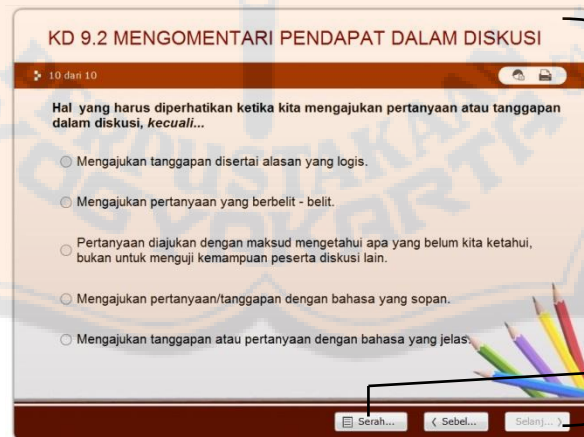 KD 9.2 MENGOMENTARI PENDAPAT DALAM DISKUSI
10 dari 10
Hal yang harus diperhatikan ketika kita mengajukan pertanyaan atau tanggapan
dalam diskusi, kecuali...
Mengajukan tanggapan disertai alasan yang logis.
Mengajukan pertanyaan yang berbelit - belit.
Pertanyaan diajukan dengan maksud mengetahui apa yang belum kita ketahui,
bukan untuk menguji kemampuan peserta diskusi lain.
Mengajukan pertanyaan/tanggapan dengan bahasa yang sopan.
Mengajukan tanggapan atau pertanyaan dengan bahasa yang jelas.
Serah... Sebel... Selanj...